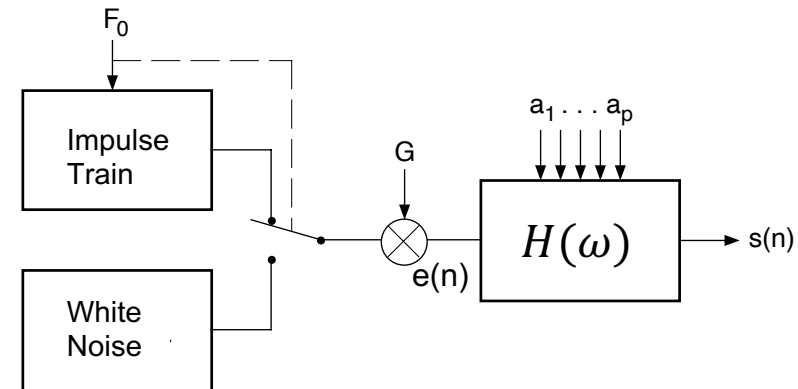 F₀
Impulse
Train
White
Noise
G
e(n)
a₁ . . . aₚ
H(ω)
s(n)